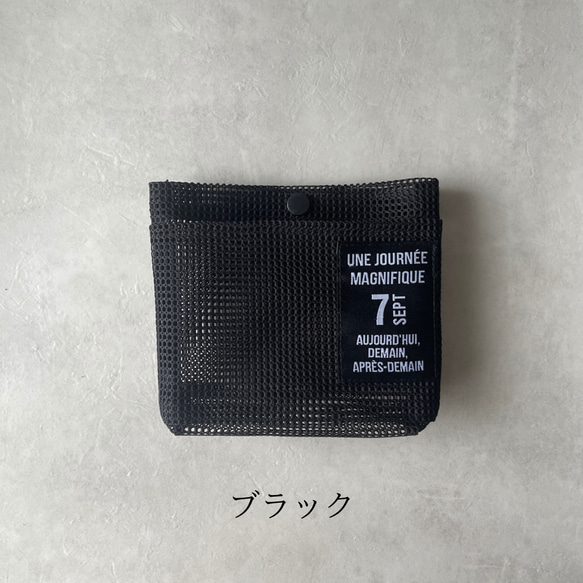 UNE JOURNÉE
MAGNIFIQUE
7 SEPT
AUJOURD'HUI,
DEMAIN,
APRÈS-DEMAIN
ブラック